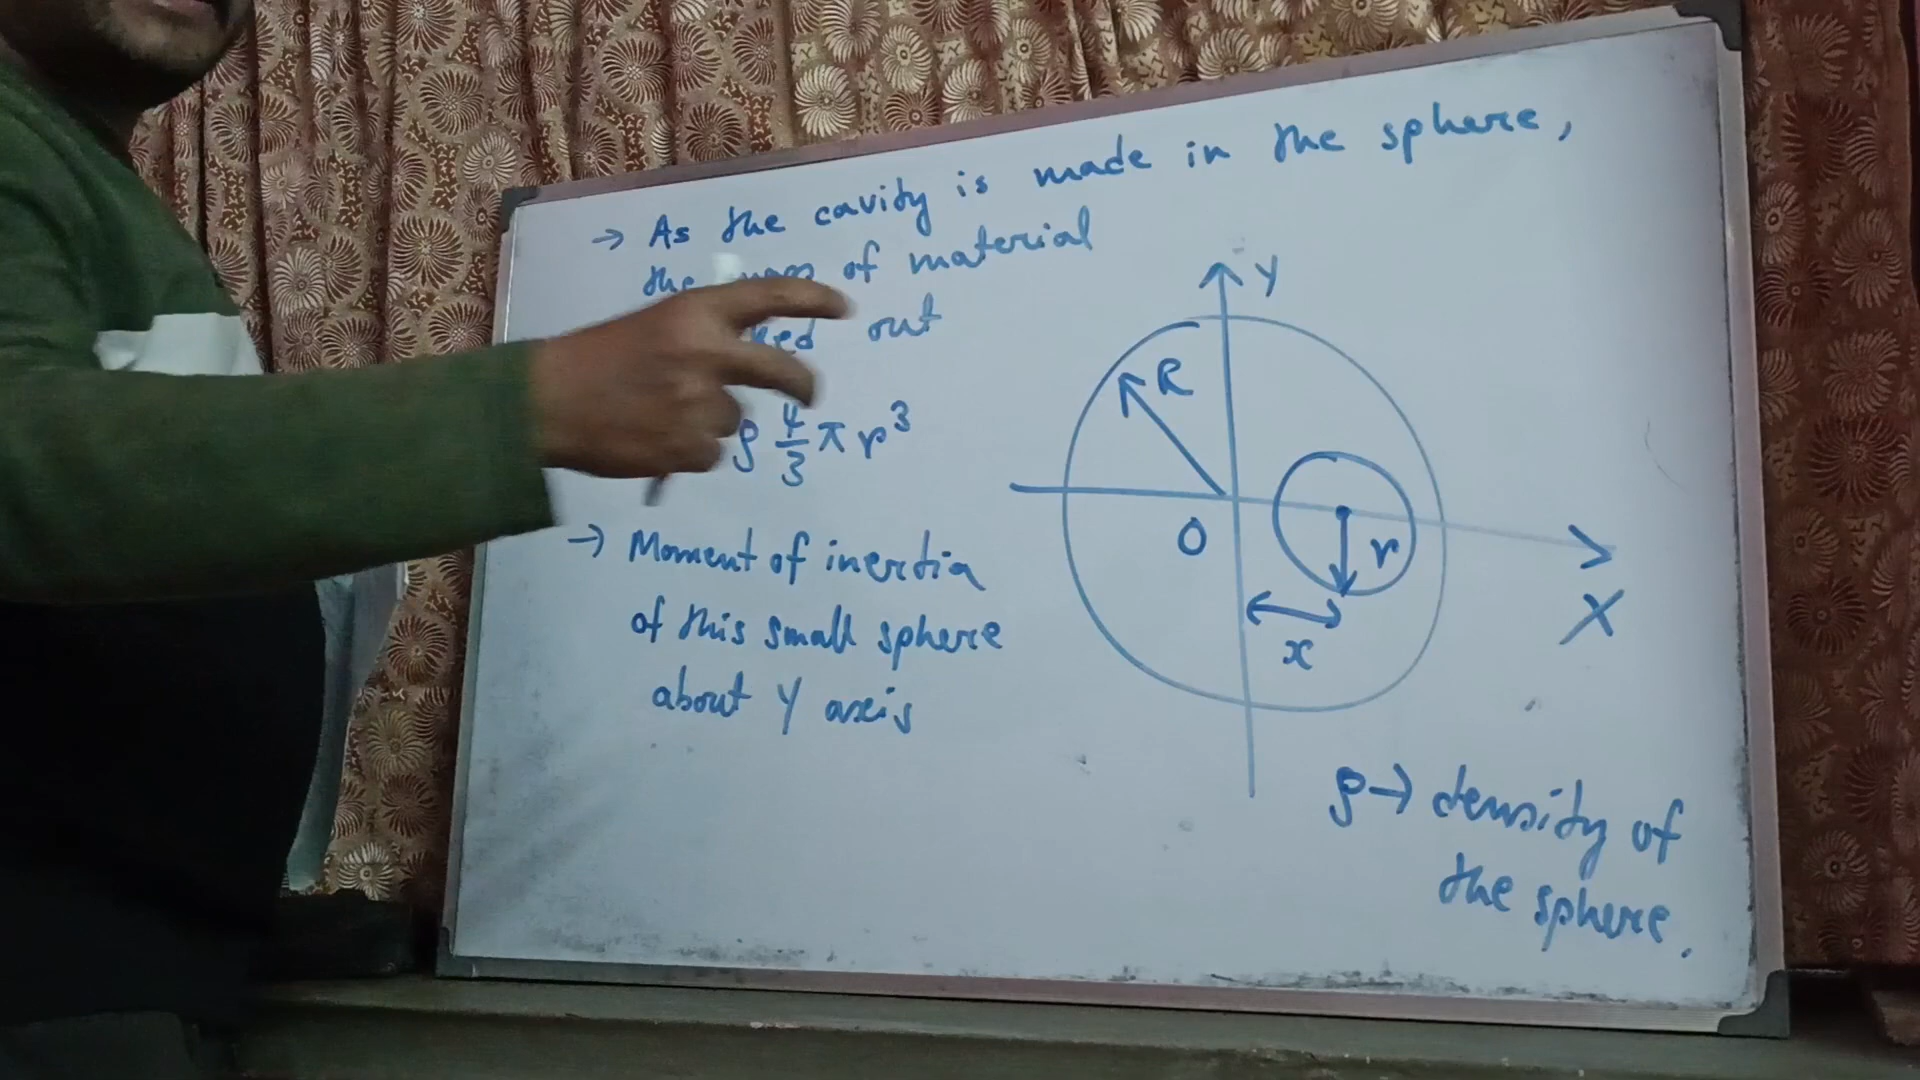 → As the cavity is made in the sphere,
the mass of material
out
ρ 4/3 π r³
→ Moment of inertia
of this small sphere
about Y axis
Y
R
O
r
x
X
ρ → density of
the sphere.